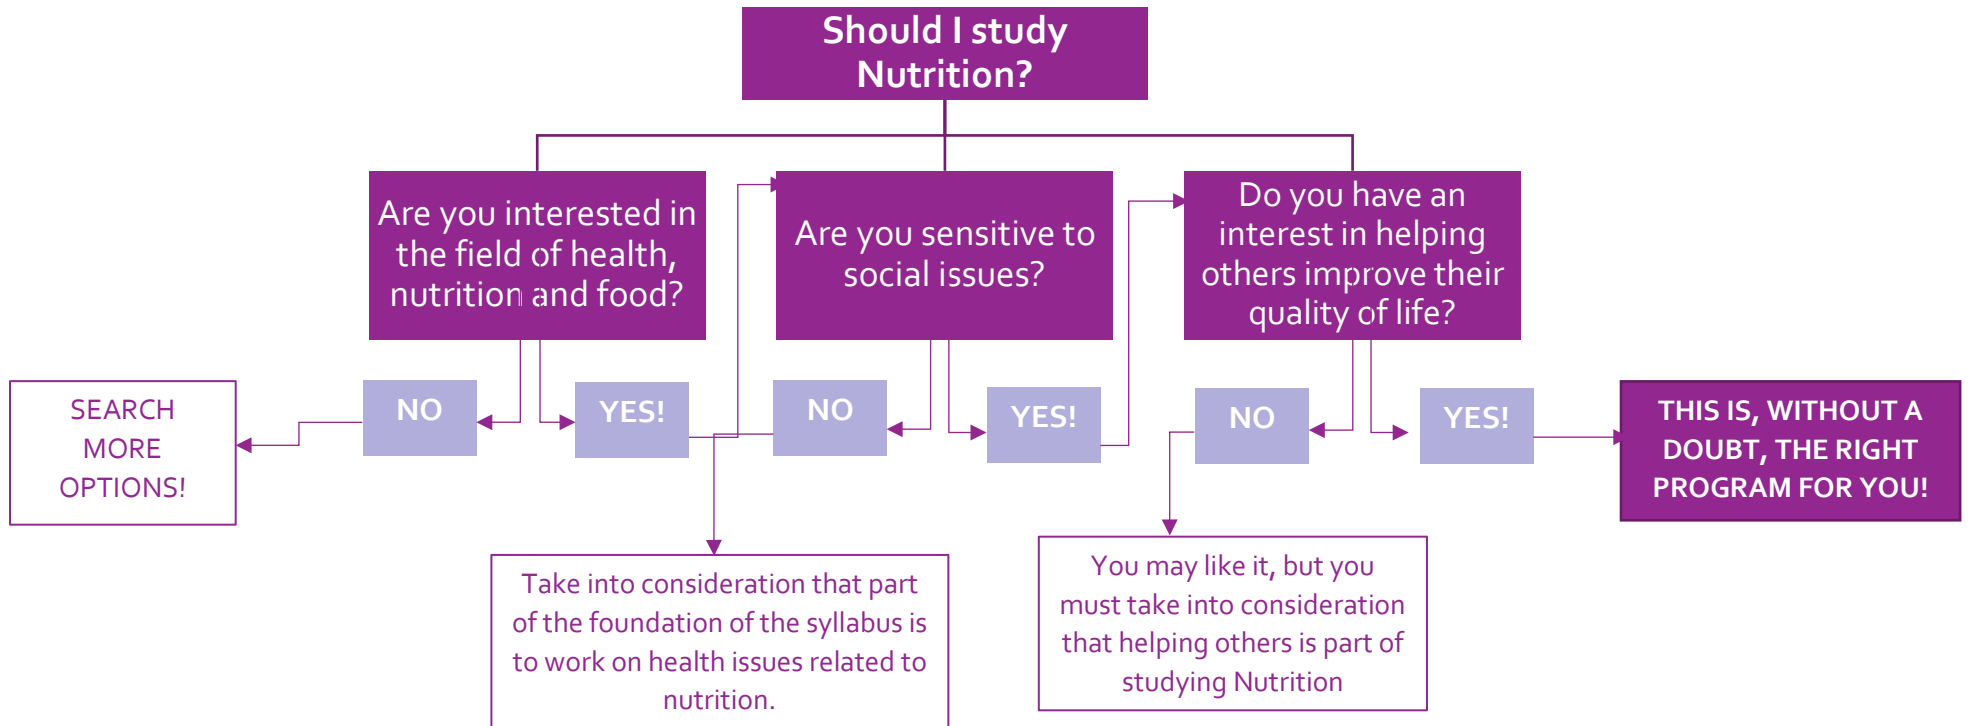 Should I study
Nutrition?
Are you interested in
the field of health,
nutrition and food?
Are you sensitive to
social issues?
Do you have an
interest in helping
others improve their
quality of life?
SEARCH
MORE
OPTIONS!
NO
YES!
NO
YES!
NO
YES!
THIS IS, WITHOUT A
DOUBT, THE RIGHT
PROGRAM FOR YOU!
Take into consideration that part
of the foundation of the syllabus is
to work on health issues related to
nutrition.
You may like it, but you
must take into consideration
that helping others is part of
studying Nutrition